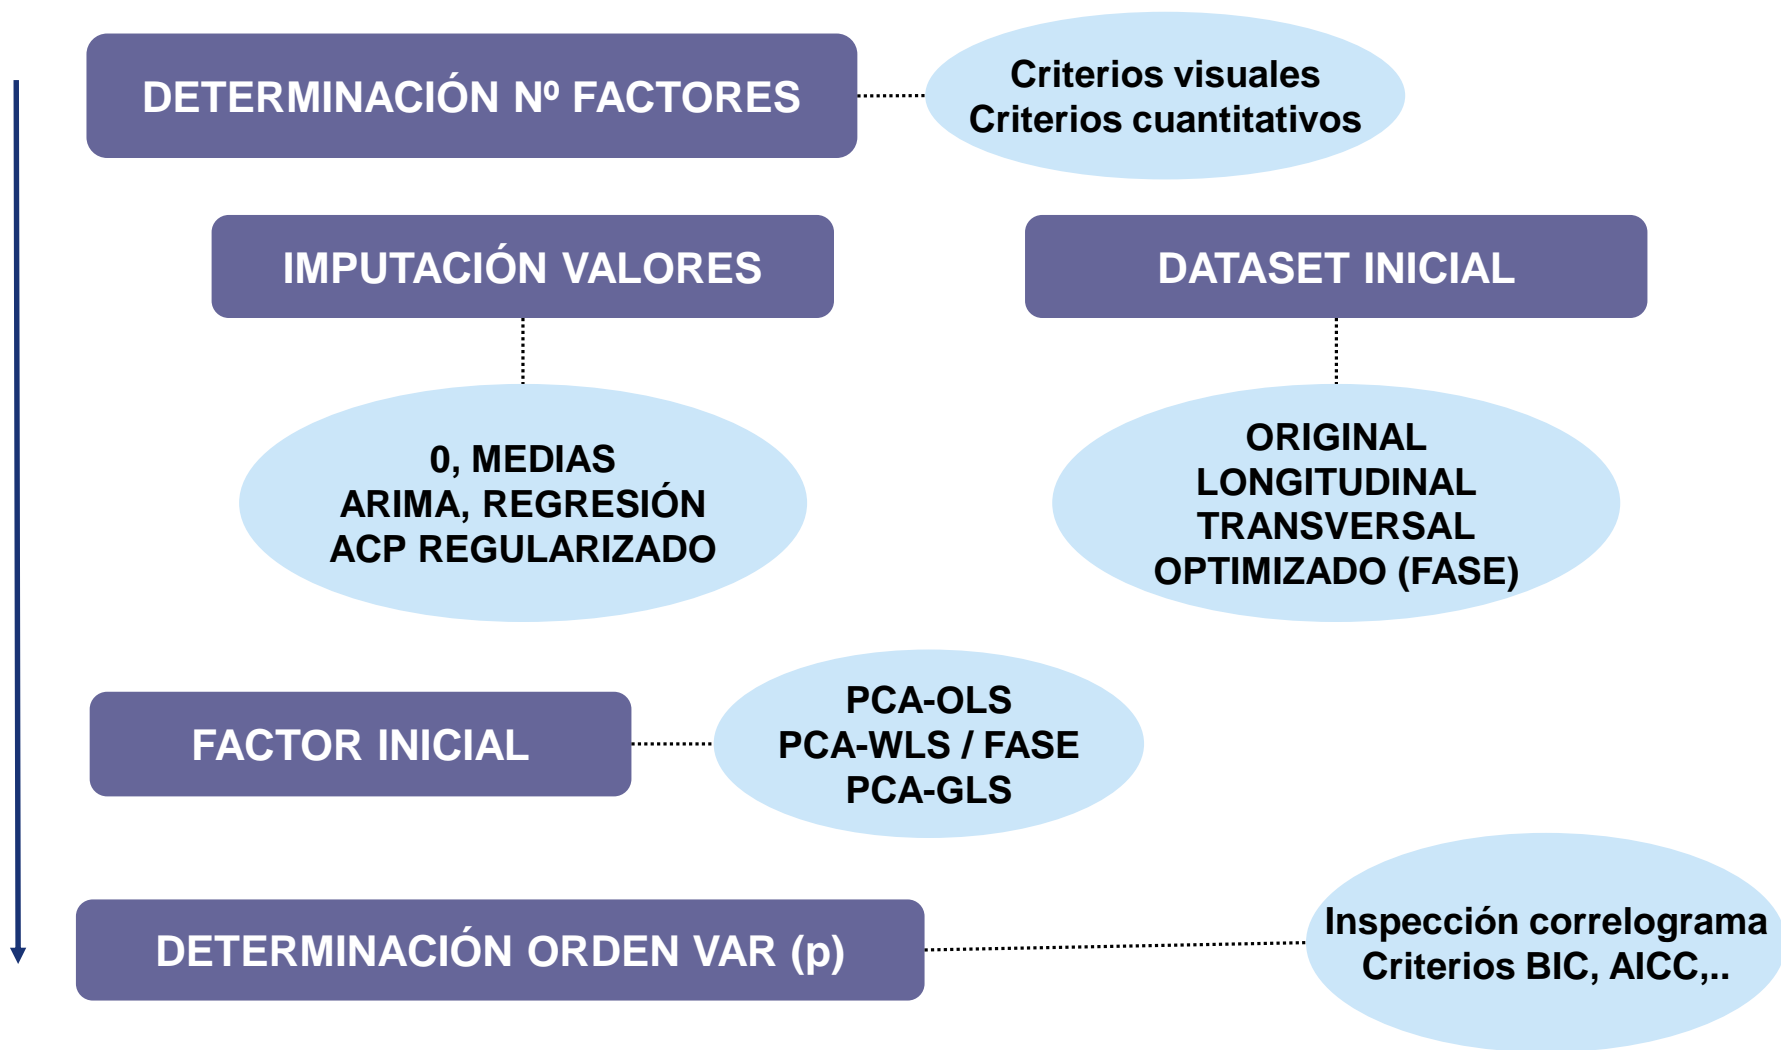 DETERMINACIÓN Nº FACTORES
Criterios visuales
Criterios cuantitativos
IMPUTACIÓN VALORES
DATASET INICIAL
0, MEDIAS
ARIMA, REGRESIÓN
ACP REGULARIZADO
ORIGINAL
LONGITUDINAL
TRANSVERSAL
OPTIMIZADO (FASE)
FACTOR INICIAL
PCA-OLS
PCA-WLS / FASE
PCA-GLS
DETERMINACIÓN ORDEN VAR (p)
Inspección correlograma
Criterios BIC, AICC,..